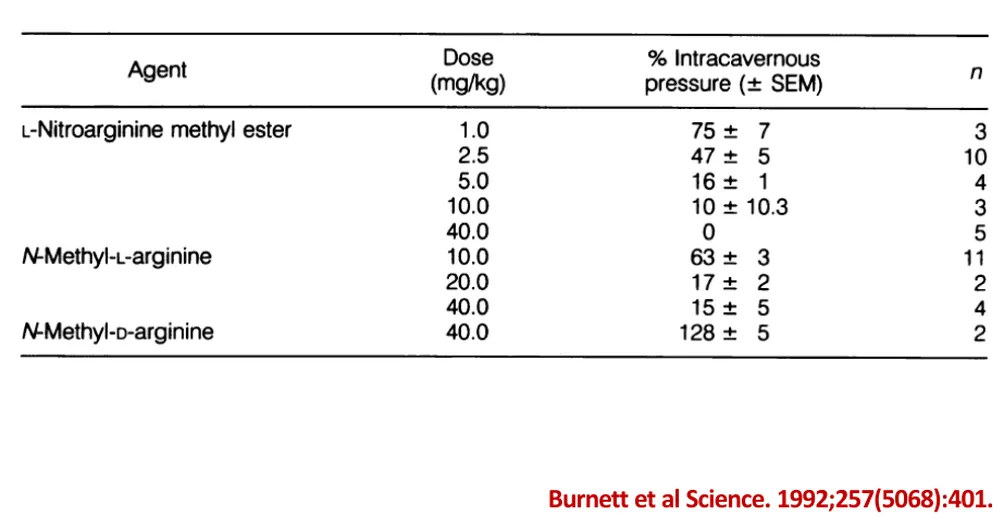 Agent Dose (mg/kg) % Intracavernous pressure (± SEM) n
L-Nitroarginine methyl ester 1.0 75 ± 7 3
2.5 47 ± 5 10
5.0 16 ± 1 4
10.0 10 ± 10.3 3
40.0 0 5
N-Methyl-L-arginine 10.0 63 ± 3 11
20.0 17 ± 2 2
40.0 15 ± 5 4
N-Methyl-D-arginine 40.0 128 ± 5 2
Burnett et al Science. 1992;257(5068):401.